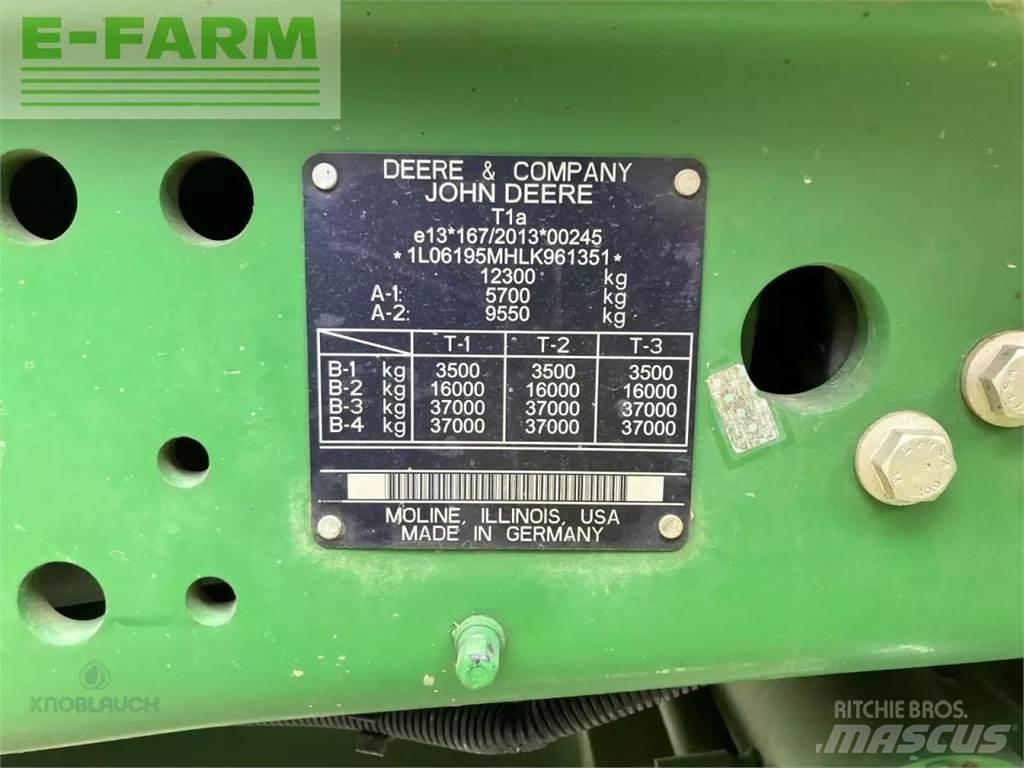 E-FARM
DEERE & COMPANY
JOHN DEERE
T1a
e13*167/2013*00245
*1L06195MHLK961351*
12300 kg
A-1: 5700 kg
A-2: 9550 kg
T-1 T-2 T-3
B-1 kg 3500 3500 3500
B-2 kg 16000 16000 16000
B-3 kg 37000 37000 37000
B-4 kg 37000 37000 37000
MOLINE, ILLINOIS, USA
MADE IN GERMANY
KNOBLAUCH
RITCHIE BROS.
MASCUS